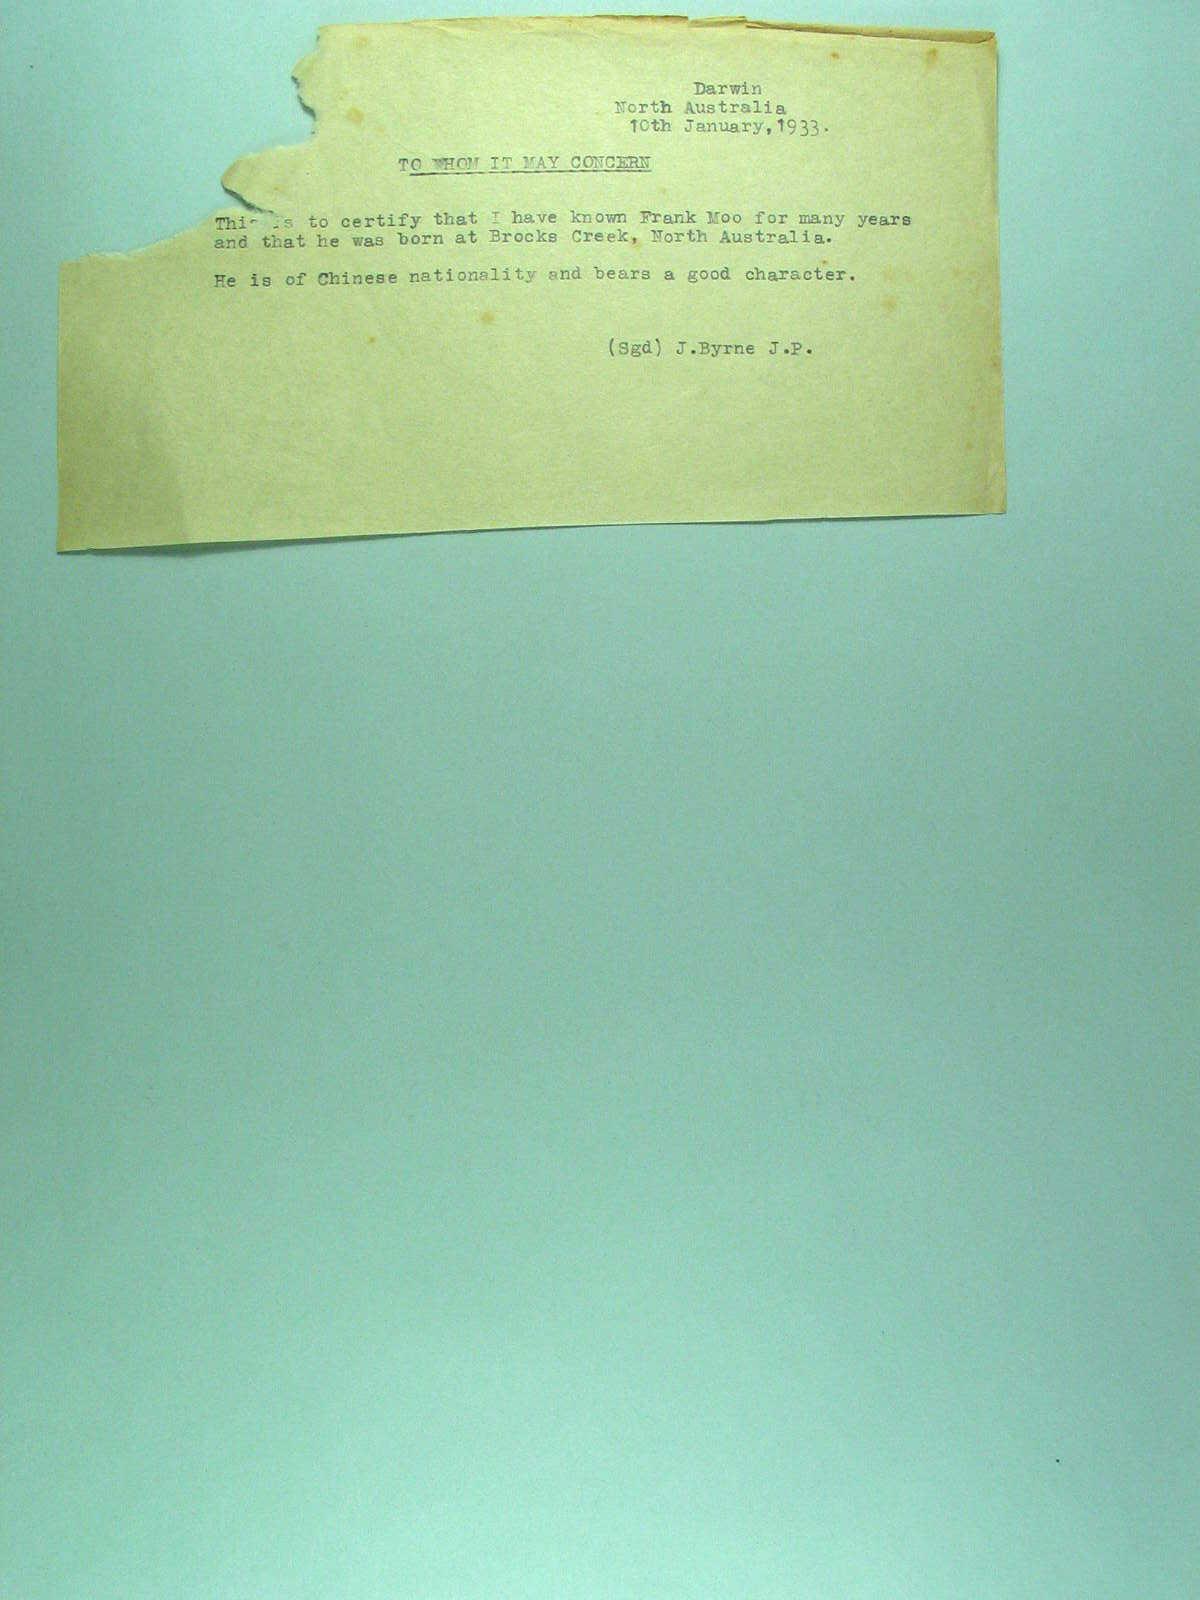 Darwin
North Australia
10th January, 1933.
TO WHOM IT MAY CONCERN
This is to certify that I have known Frank Moo for many years
and that he was born at Brocks Creek, North Australia.
He is of Chinese nationality and bears a good character.
(Sgd) J.Byrne J.P.